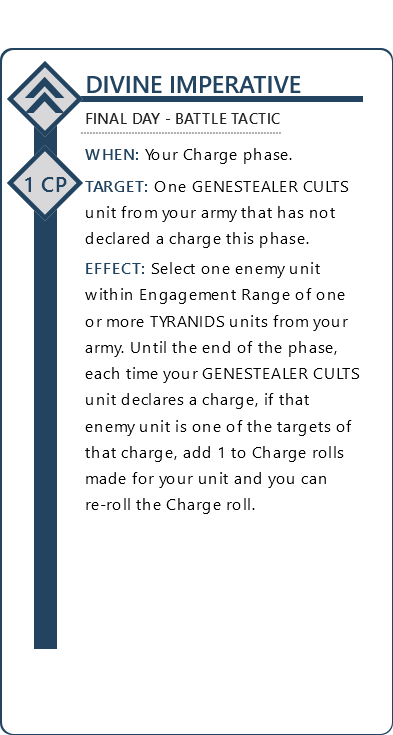 DIVINE IMPERATIVE
FINAL DAY - BATTLE TACTIC
1 CP
WHEN: Your Charge phase.
TARGET: One GENESTEALER CULTS
unit from your army that has not
declared a charge this phase.
EFFECT: Select one enemy unit
within Engagement Range of one
or more TYRANIDS units from your
army. Until the end of the phase,
each time your GENESTEALER CULTS
unit declares a charge, if that
enemy unit is one of the targets of
that charge, add 1 to Charge rolls
made for your unit and you can
re-roll the Charge roll.